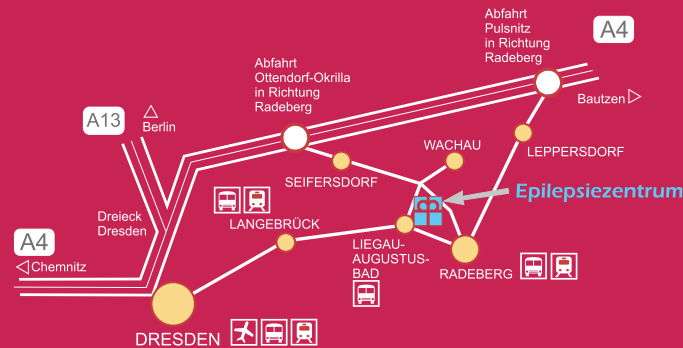 Abfahrt
Pulsnitz
in Richtung
Radeberg
A4
Abfahrt
Ottendorf-Okrilla
in Richtung
Radeberg
Bautzen
A13
Berlin
WACHAU
LEPPERSDORF
SEIFERSDORF
Epilepsiezentrum
Dreieck
Dresden
LANGEBRÜCK
A4
LIEGAU-
AUGUSTUS-
BAD
Chemnitz
RADEBERG
DRESDEN